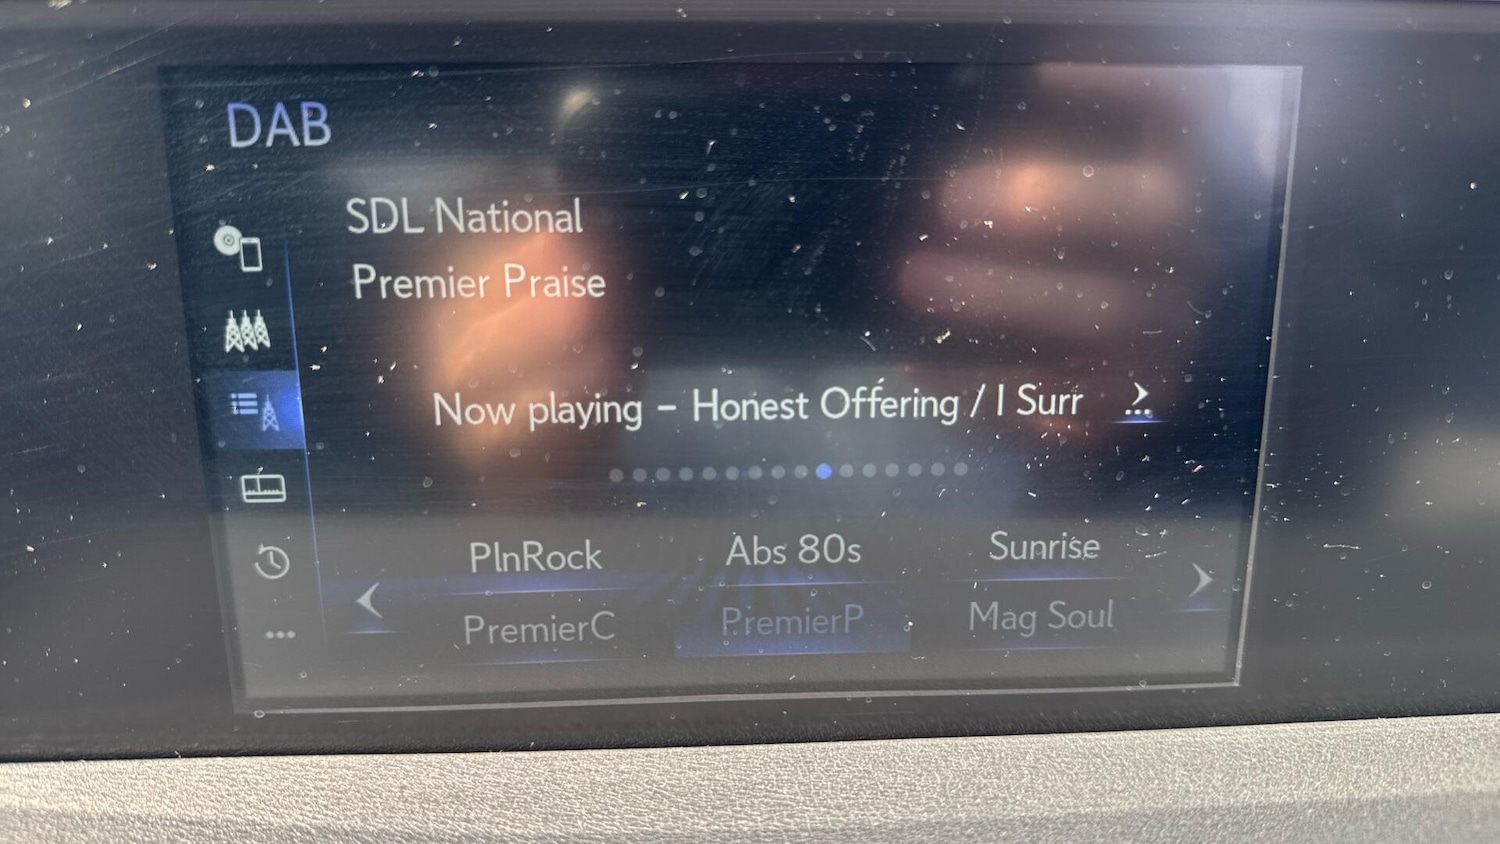 DAB
SDL National
Premier Praise
Now playing – Honest Offering / I Surr
PlnRock
Abs 80s
Sunrise
PremierC
PremierP
Mag Soul